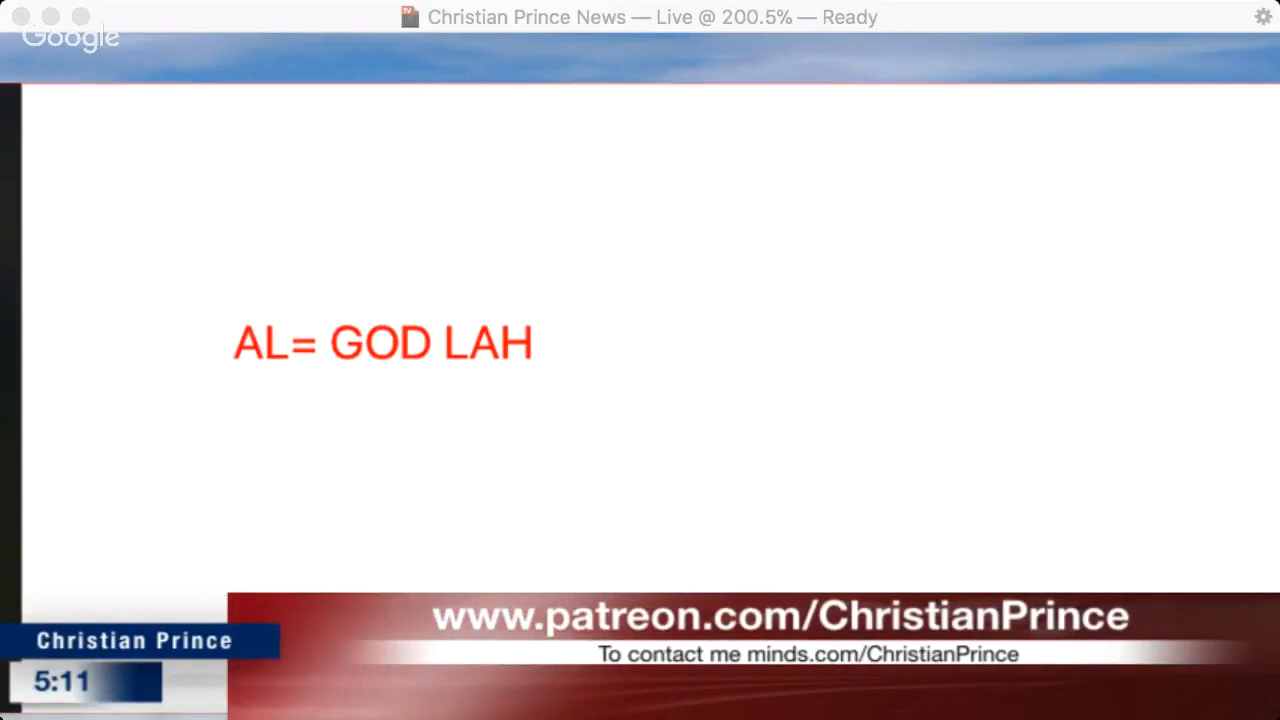 Christian Prince News — Live @ 200.5% — Ready
Google
AL= GOD LAH
www.patreon.com/ChristianPrince
To contact me minds.com/ChristianPrince
Christian Prince
5:11